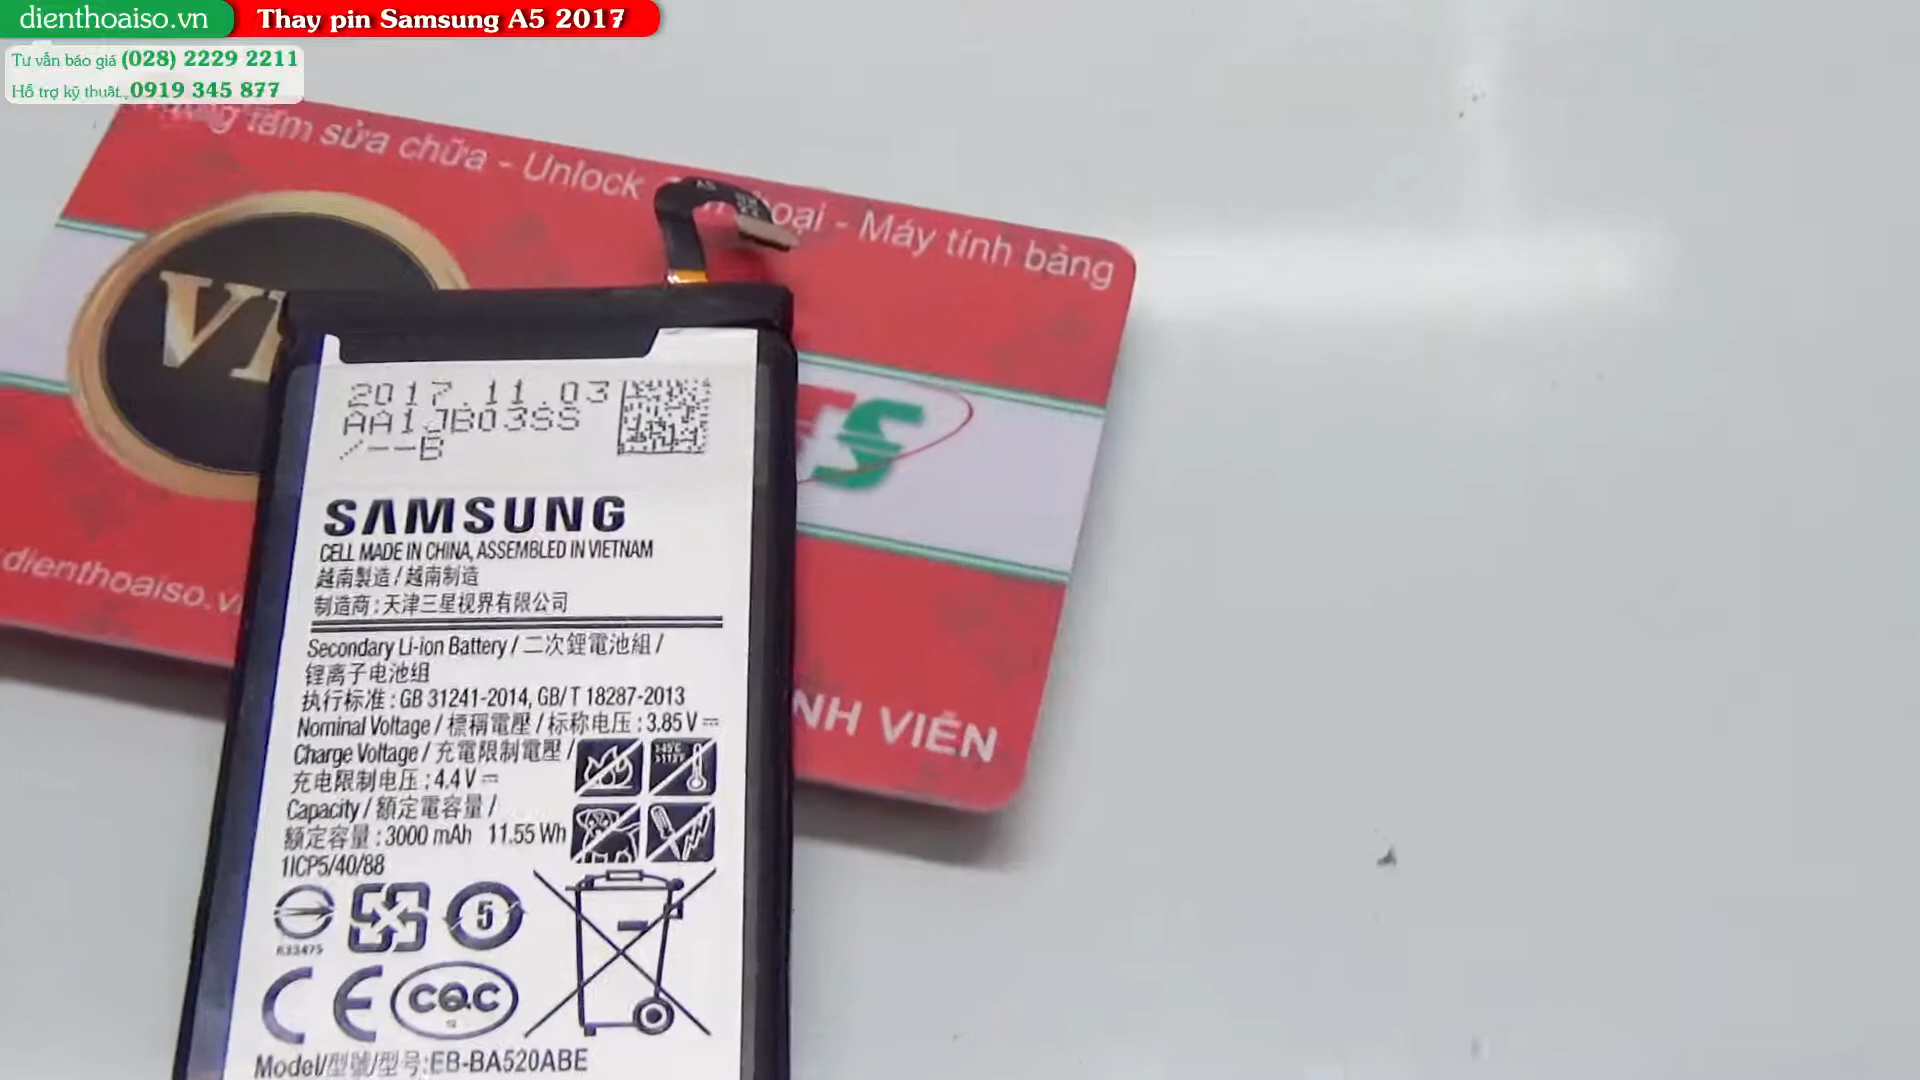 dienthoaiso.vn
Thay pin Samsung A5 2017
Tư vấn báo giá (028) 2229 2211
Hỗ trợ kỹ thuật.. 0919 345 877
tâm sửa chữa - Unlock thoại - Máy tính bảng
dienthoaiso.v
NH VIÊN
2017.11.03
AA1JB03SS
/--B
SAMSUNG
CELL MADE IN CHINA, ASSEMBLED IN VIETNAM
越南製造 / 越南制造
制造商 : 天津三星视界有限公司
Secondary Li-ion Battery / 二次鋰電池組 /
锂离子电池组
执行标准 : GB 31241-2014, GB/T 18287-2013
Nominal Voltage / 標稱電壓 / 标称电压 : 3.85 V
Charge Voltage / 充電限制電壓 /
充电限制电压 : 4.4 V
Capacity / 額定電容量 /
額定容量 : 3000 mAh 11.55 Wh
1ICP5/40/88
R33475
5
CE
CQC
Model/型號/型号:EB-BA520ABE